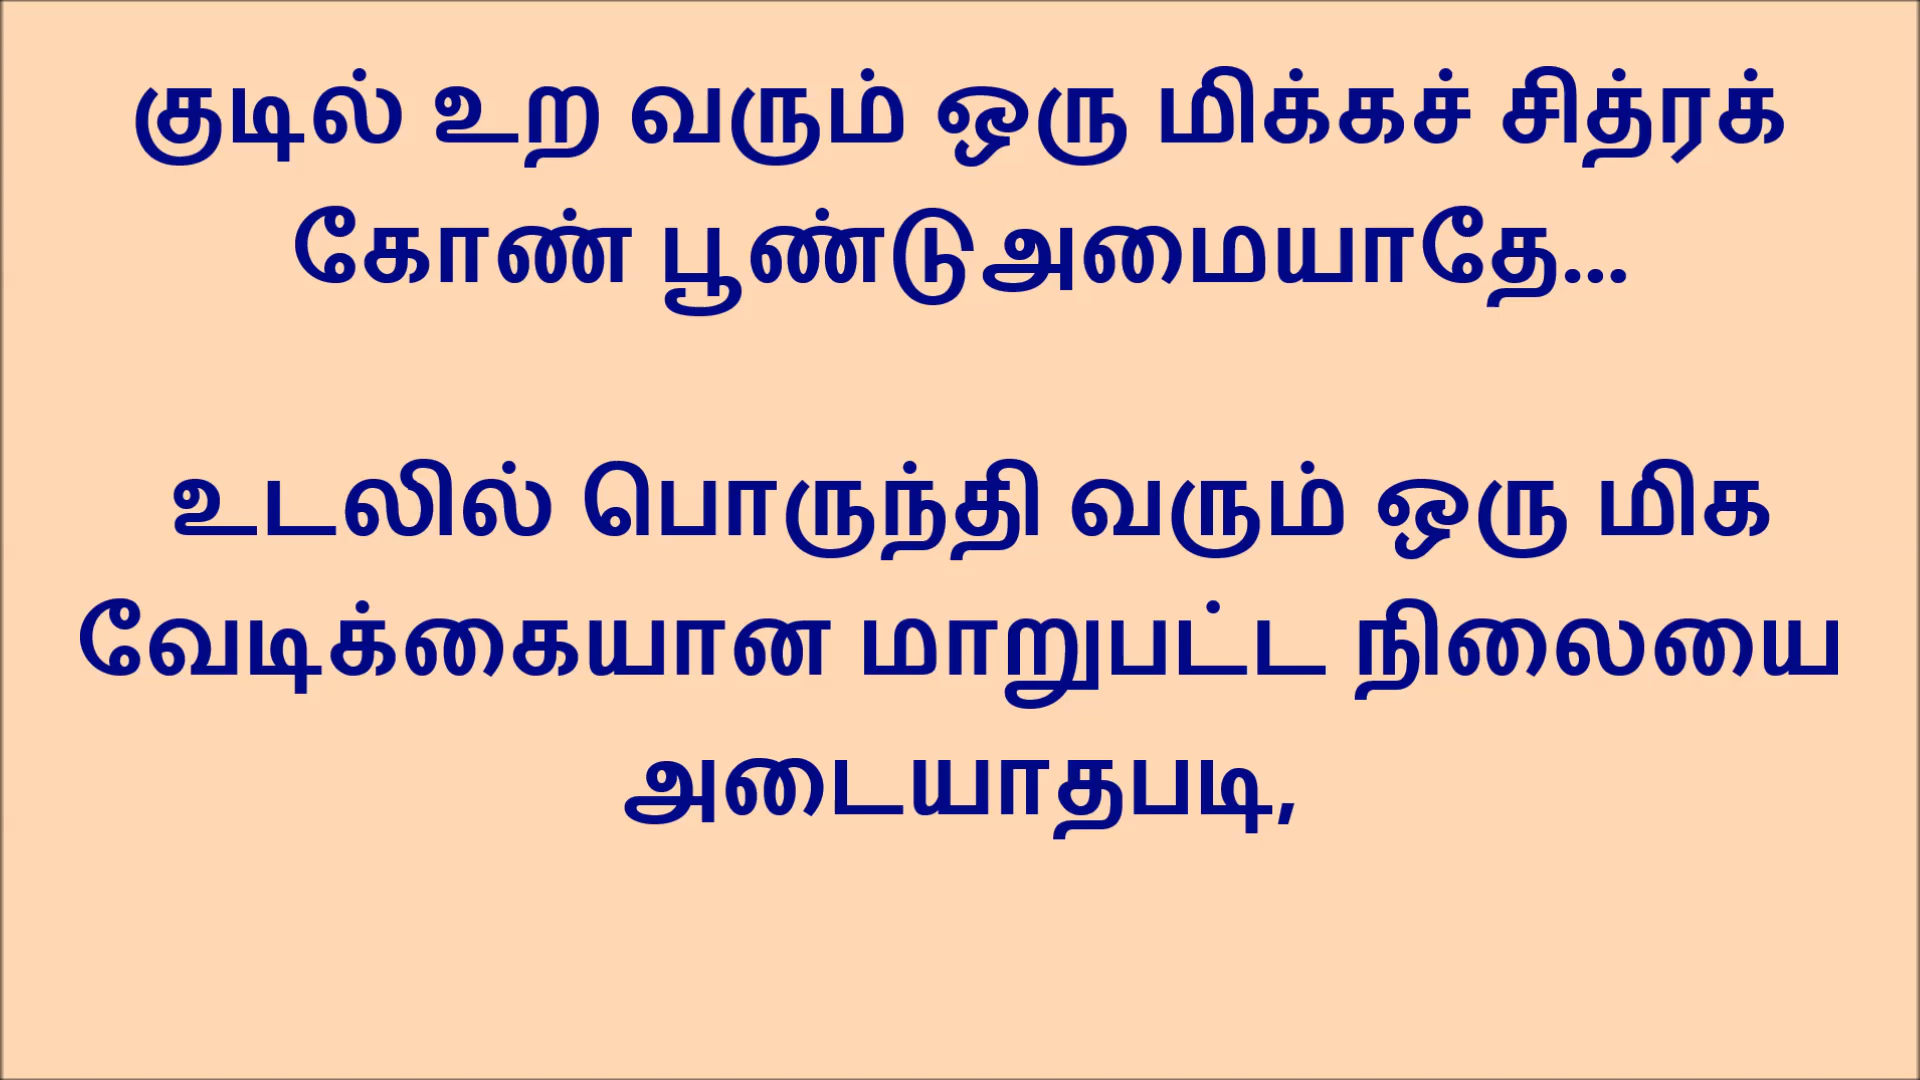 குடில் உற வரும் ஒரு மிக்கச் சித்ரக்
கோண் பூண்டுஅமையாதே...
உடலில் பொருந்தி வரும் ஒரு மிக
வேடிக்கையான மாறுபட்ட நிலையை
அடையாதபடி,